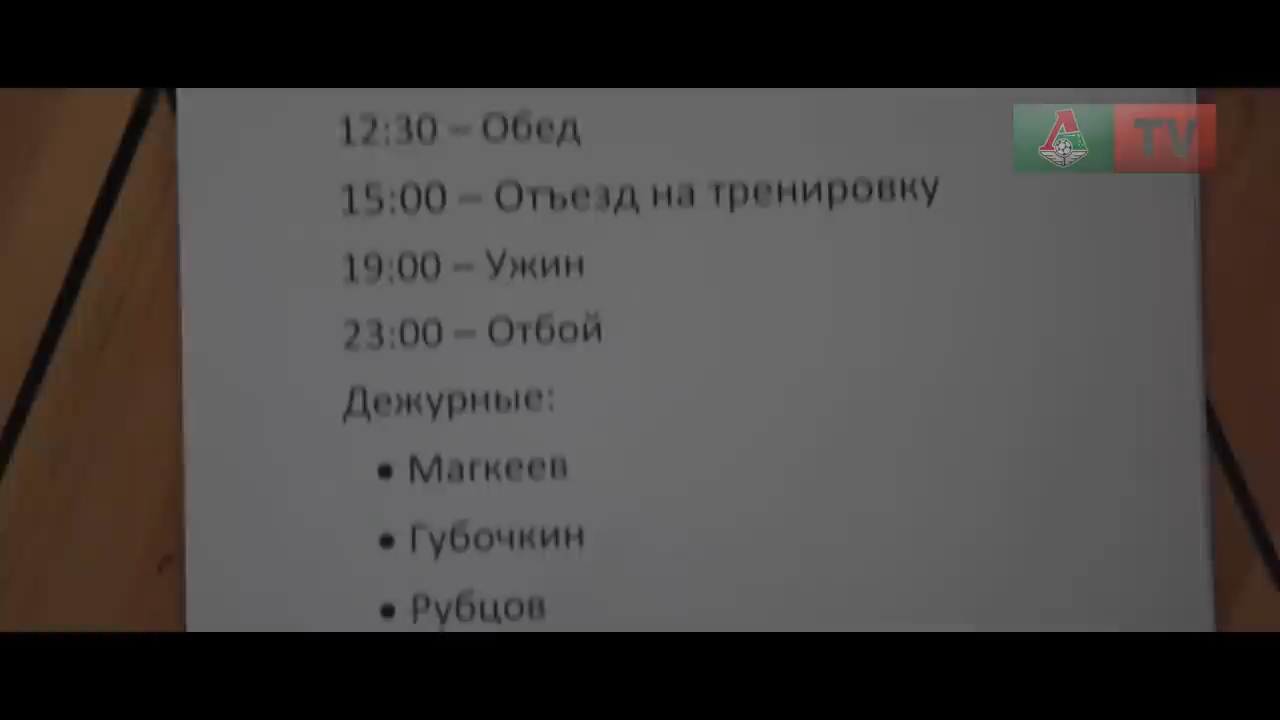 TV
12:30 – Обед
15:00 – Отъезд на тренировку
19:00 – Ужин
23:00 – Отбой
Дежурные:
• Магкеев
• Губочкин
• Рубцов